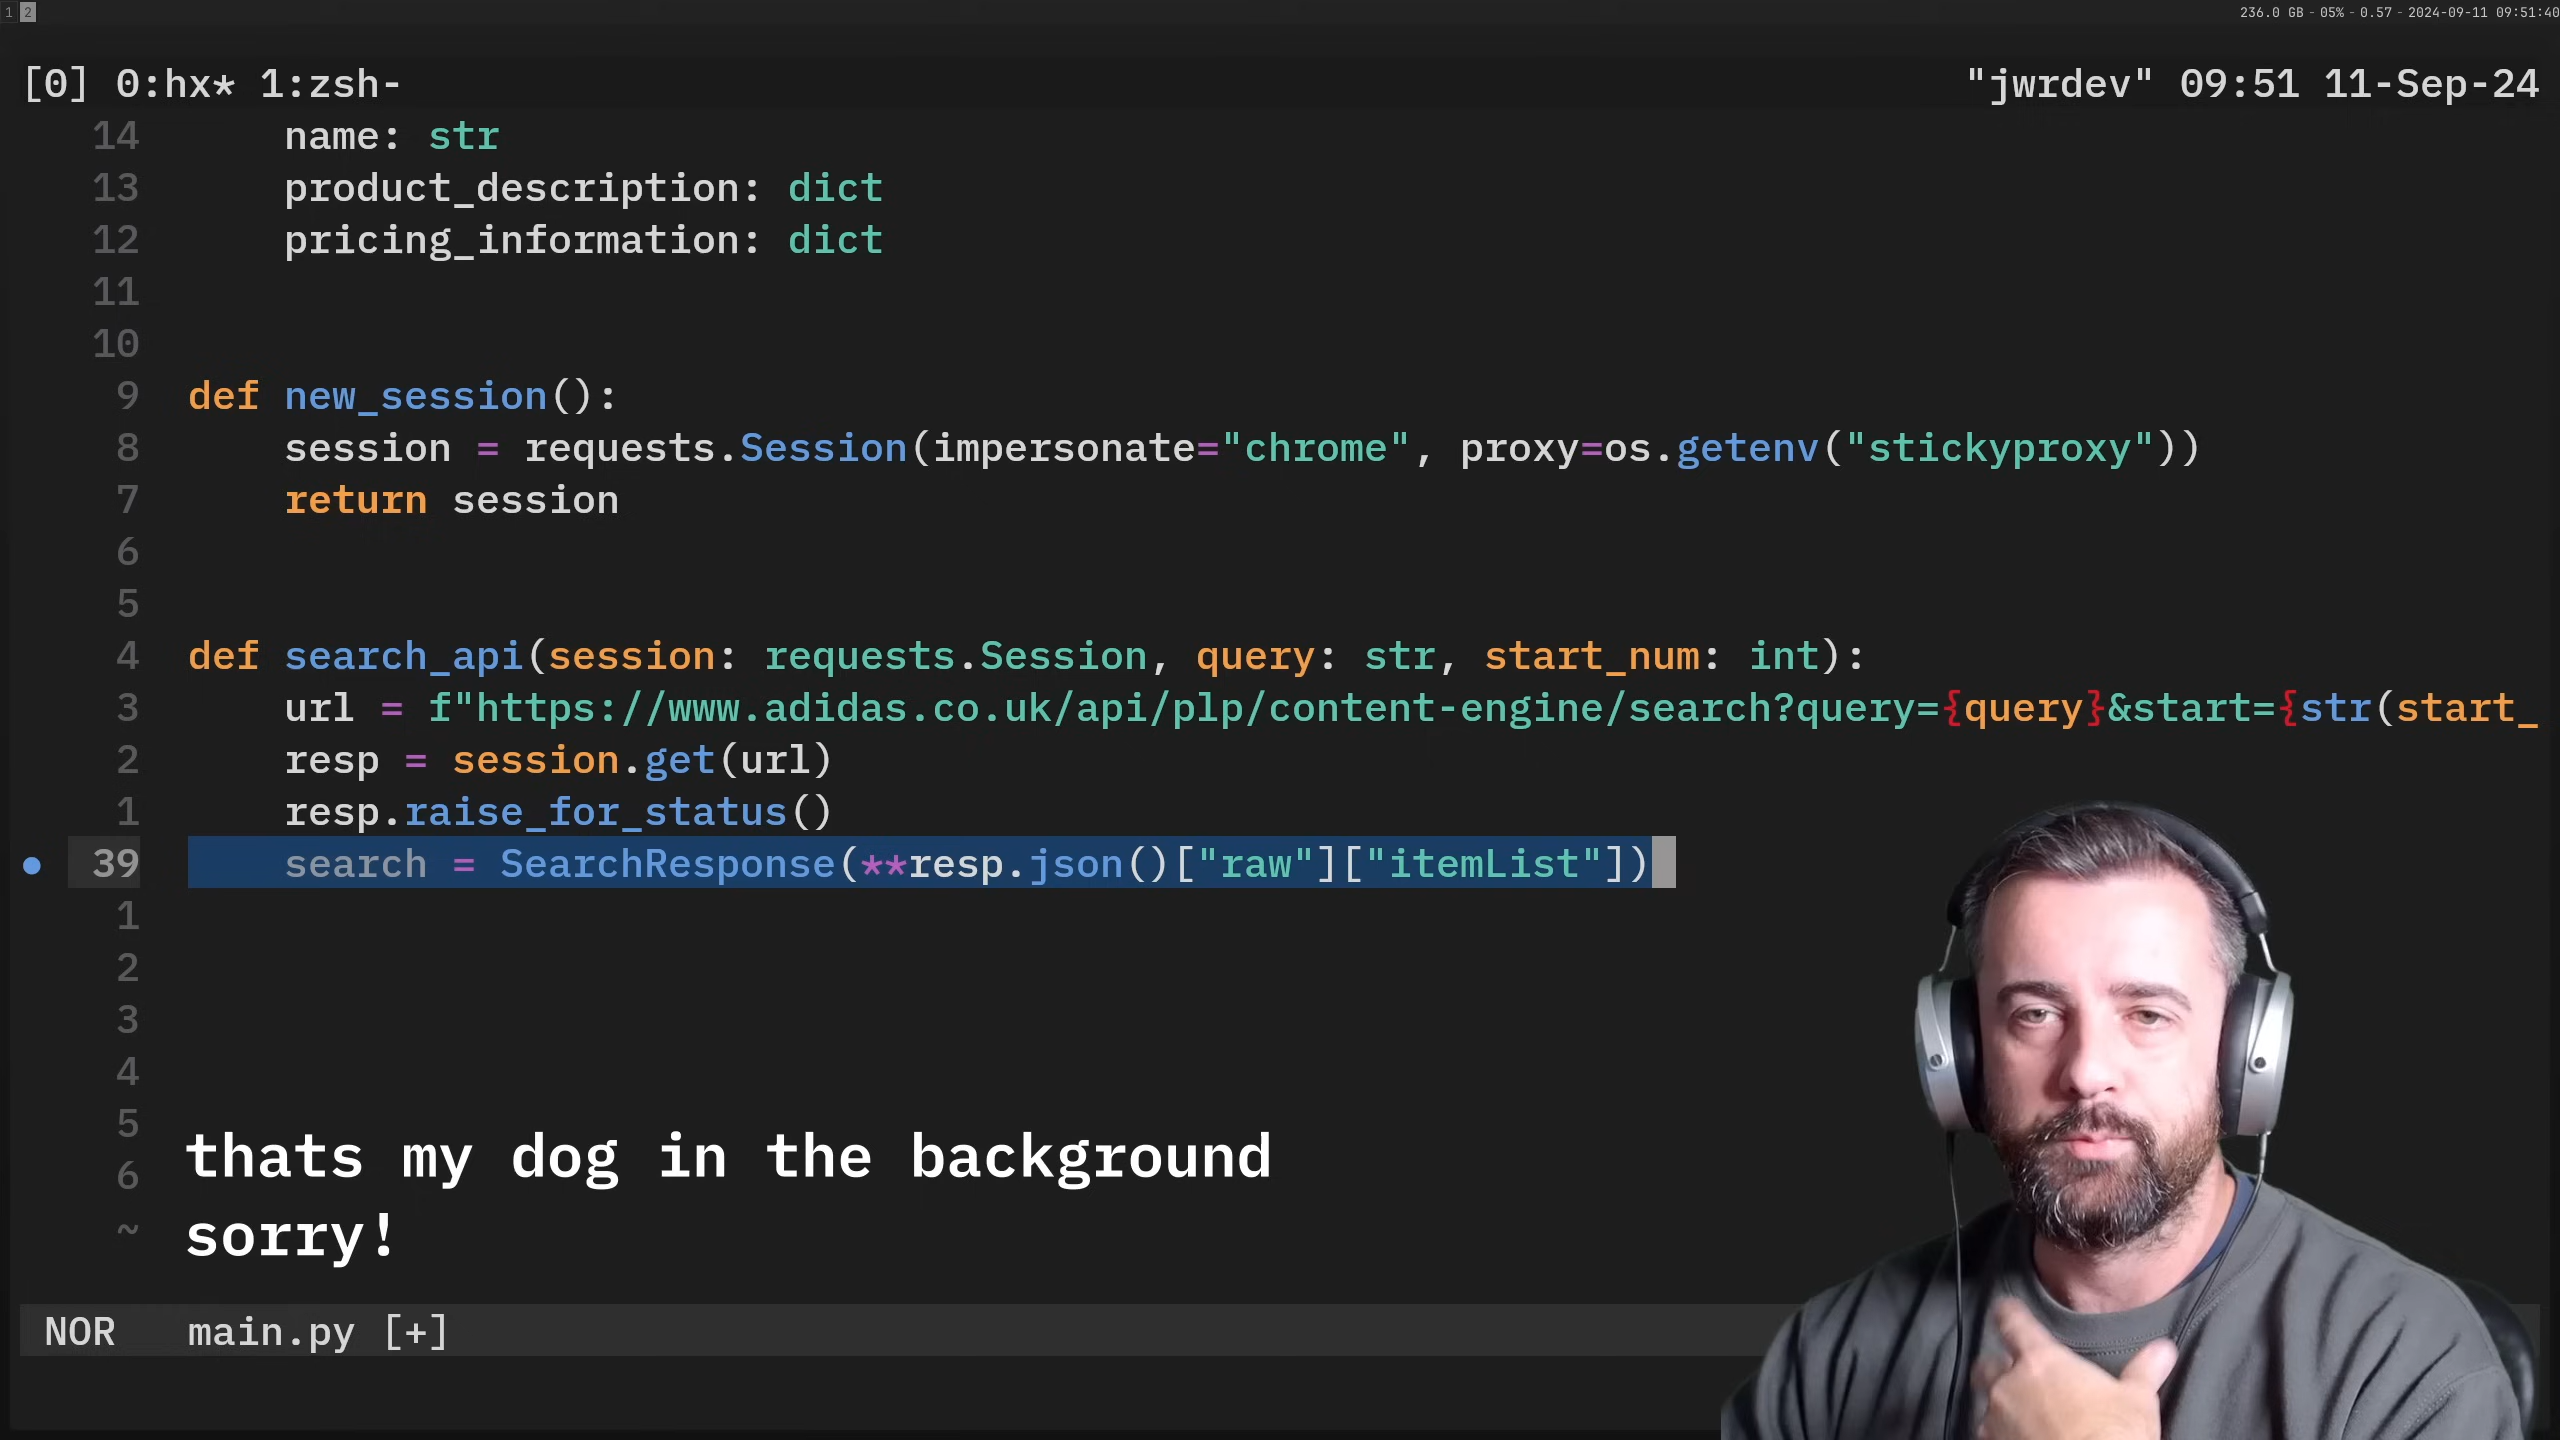 1 2 236.0 GB - 05% - 0.57 - 2024-09-11 09:51:40
[0] 0:hx* 1:zsh- "jwrdev" 09:51 11-Sep-24
14 name: str
13 product_description: dict
12 pricing_information: dict
11
10
9 def new_session():
8 session = requests.Session(impersonate="chrome", proxy=os.getenv("stickyproxy"))
7 return session
6
5
4 def search_api(session: requests.Session, query: str, start_num: int):
3 url = f"https://www.adidas.co.uk/api/plp/content-engine/search?query={query}&start={str(start_
2 resp = session.get(url)
1 resp.raise_for_status()
● 39 search = SearchResponse(**resp.json()["raw"]["itemList"])
1
2
3
4
5
thats my dog in the background
6
sorry!
~
NOR main.py [+]